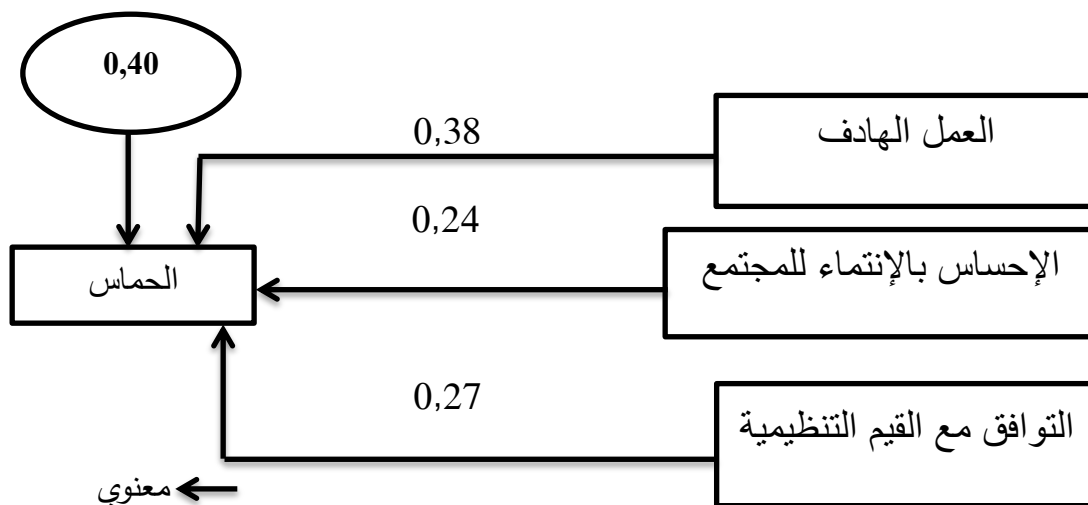 0,40
العمل الهادف
0,38
0,24
الإحساس بالإنتماء للمجتمع
الحماس
0,27
التوافق مع القيم التنظيمية
معنوي